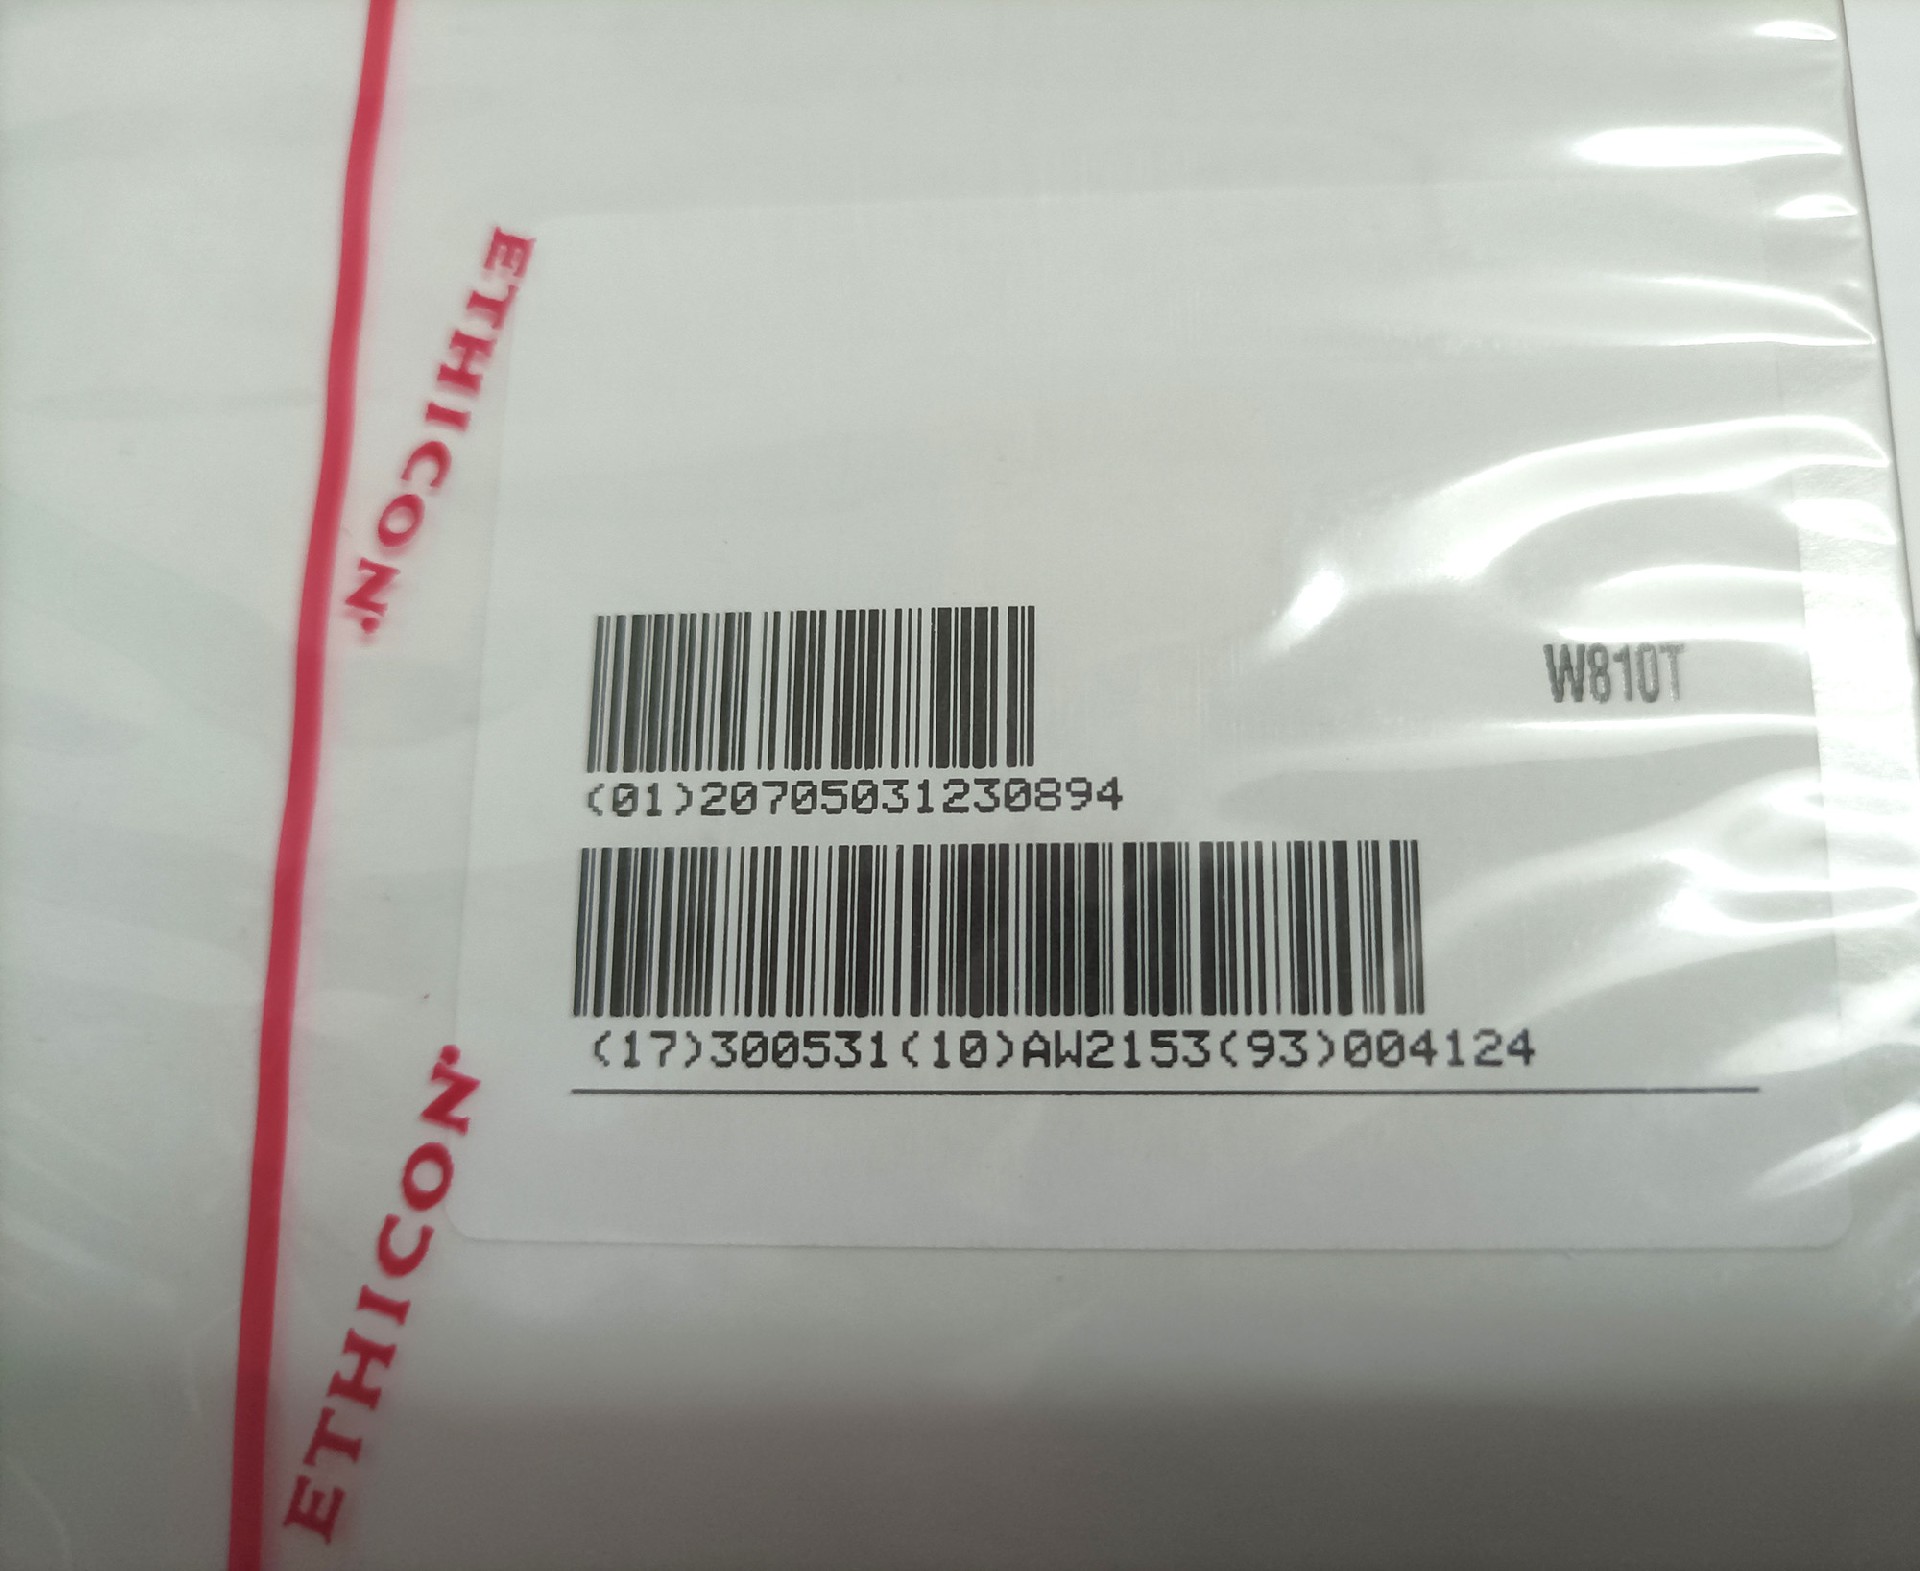 ETHICON.
W810T
(01)20705031230894
(17)300531(10)AW2153(93)004124
ETHICON.